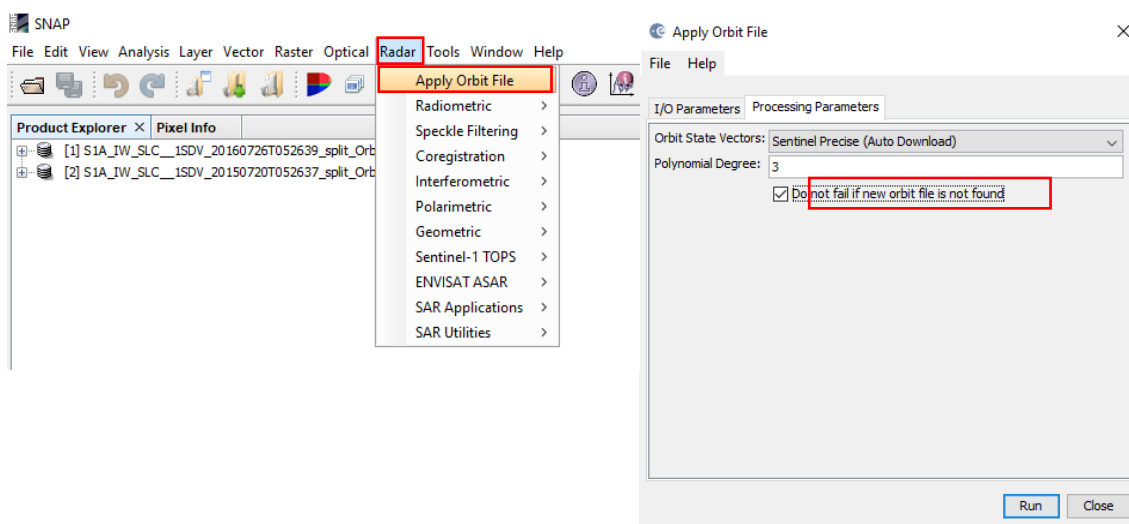 SNAP
File Edit View Analysis Layer Vector Raster Optical Radar Tools Window Help
Apply Orbit File
Radiometric
Speckle Filtering
Coregistration
Interferometric
Polarimetric
Geometric
Sentinel-1 TOPS
ENVISAT ASAR
SAR Applications
SAR Utilities
Product Explorer Pixel Info
[1] S1A_IW_SLC__1SDV_20160726T052639_split_Orb
[2] S1A_IW_SLC__1SDV_20150720T052637_split_Orb
Apply Orbit File
File Help
I/O Parameters Processing Parameters
Orbit State Vectors: Sentinel Precise (Auto Download)
Polynomial Degree: 3
Do not fail if new orbit file is not found
Run Close